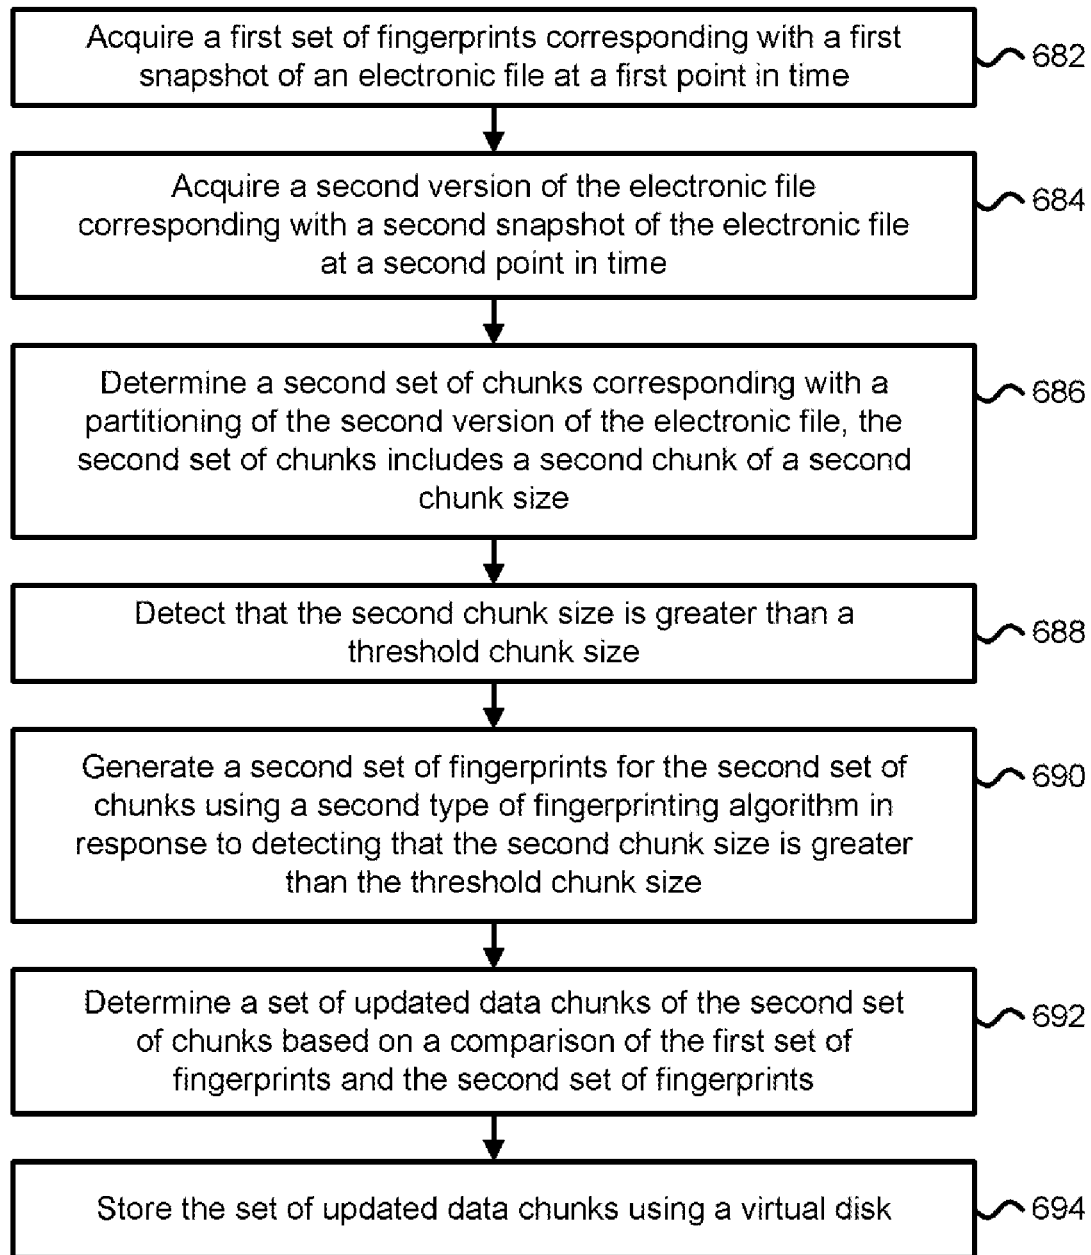 Acquire a first set of fingerprints corresponding with a first
snapshot of an electronic file at a first point in time
682
Acquire a second version of the electronic file
corresponding with a second snapshot of the electronic file
at a second point in time
684
Determine a second set of chunks corresponding with a
partitioning of the second version of the electronic file, the
second set of chunks includes a second chunk of a second
chunk size
686
Detect that the second chunk size is greater than a
threshold chunk size
688
Generate a second set of fingerprints for the second set of
chunks using a second type of fingerprinting algorithm in
response to detecting that the second chunk size is greater
than the threshold chunk size
690
Determine a set of updated data chunks of the second set
of chunks based on a comparison of the first set of
fingerprints and the second set of fingerprints
692
Store the set of updated data chunks using a virtual disk
694